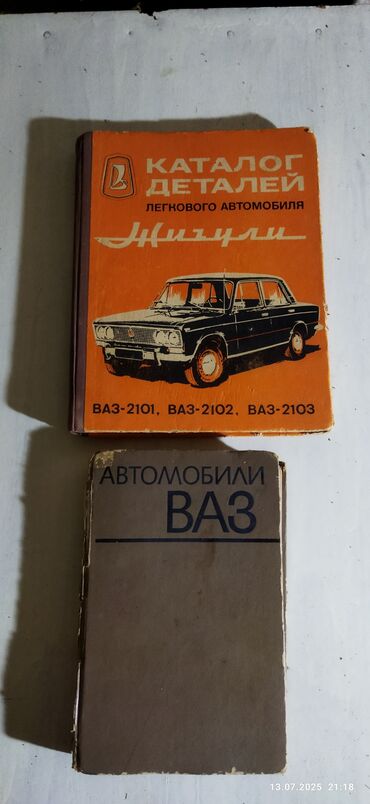 КАТАЛОГ
ДЕТАЛЕЙ
ЛЕГКОВОГО АВТОМОБИЛЯ
Жигули
ВАЗ-2101, ВАЗ-2102, ВАЗ-2103
АВТОМОБИЛИ
ВАЗ
13.07.2025 21:18